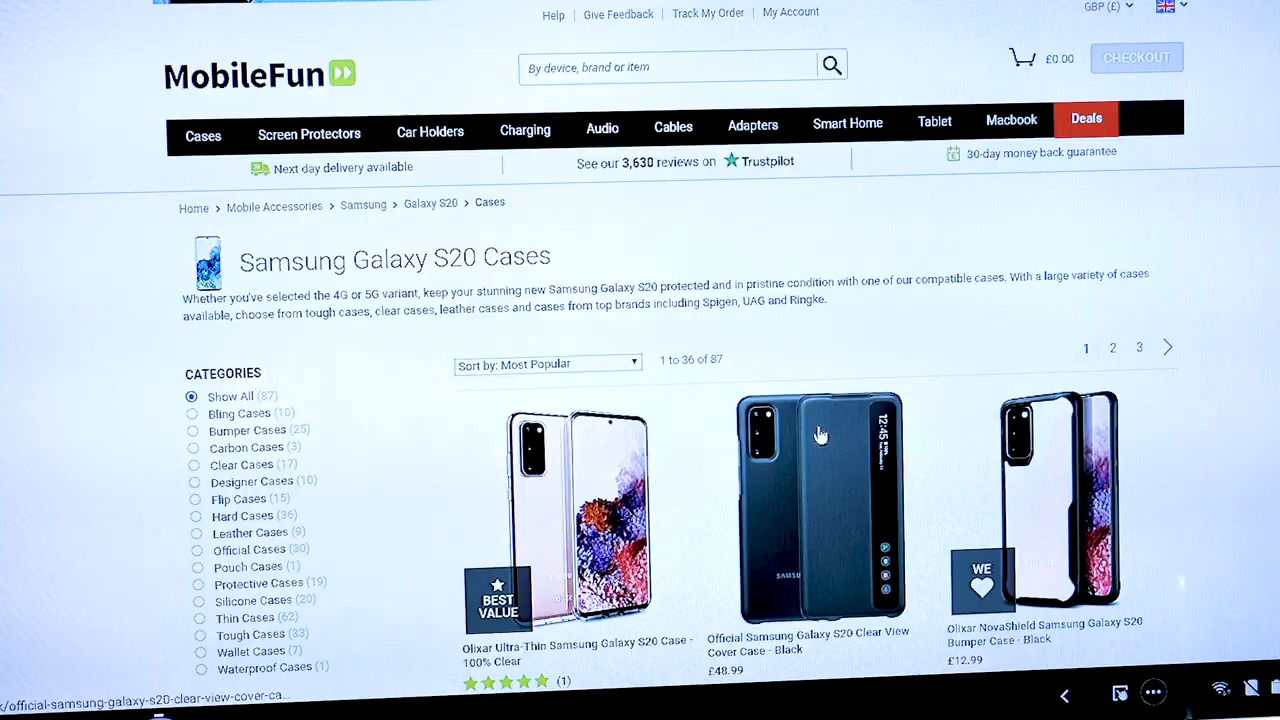 Help | Give Feedback | Track My Order | My Account
GBP (£)
MobileFun
By device, brand or item
£0.00
CHECKOUT
Cases
Screen Protectors
Car Holders
Charging
Audio
Cables
Adapters
Smart Home
Tablet
Macbook
Deals
Next day delivery available
See our 3,630 reviews on Trustpilot
30-day money back guarantee
Home > Mobile Accessories > Samsung > Galaxy S20 > Cases
Samsung Galaxy S20 Cases
Whether you've selected the 4G or 5G variant, keep your stunning new Samsung Galaxy S20 protected and in pristine condition with one of our compatible cases. With a large variety of cases
available, choose from tough cases, clear cases, leather cases and cases from top brands including Spigen, UAG and Ringke.
CATEGORIES
Show All (87)
Bling Cases (10)
Bumper Cases (25)
Carbon Cases (3)
Clear Cases (17)
Designer Cases (10)
Flip Cases (15)
Hard Cases (36)
Leather Cases (9)
Official Cases (30)
Pouch Cases (1)
Protective Cases (19)
Silicone Cases (20)
Thin Cases (62)
Tough Cases (33)
Wallet Cases (7)
Waterproof Cases (1)
Sort by: Most Popular
1 to 36 of 87
1 2 3
BEST
VALUE
Olixar Ultra-Thin Samsung Galaxy S20 Case -
100% Clear
(1)
12:45
SAMSU
Official Samsung Galaxy S20 Clear View
Cover Case - Black
£48.99
WE
Olixar NovaShield Samsung Galaxy S20
Bumper Case - Black
£12.99
k/official-samsung-galaxy-s20-clear-view-cover-ca...